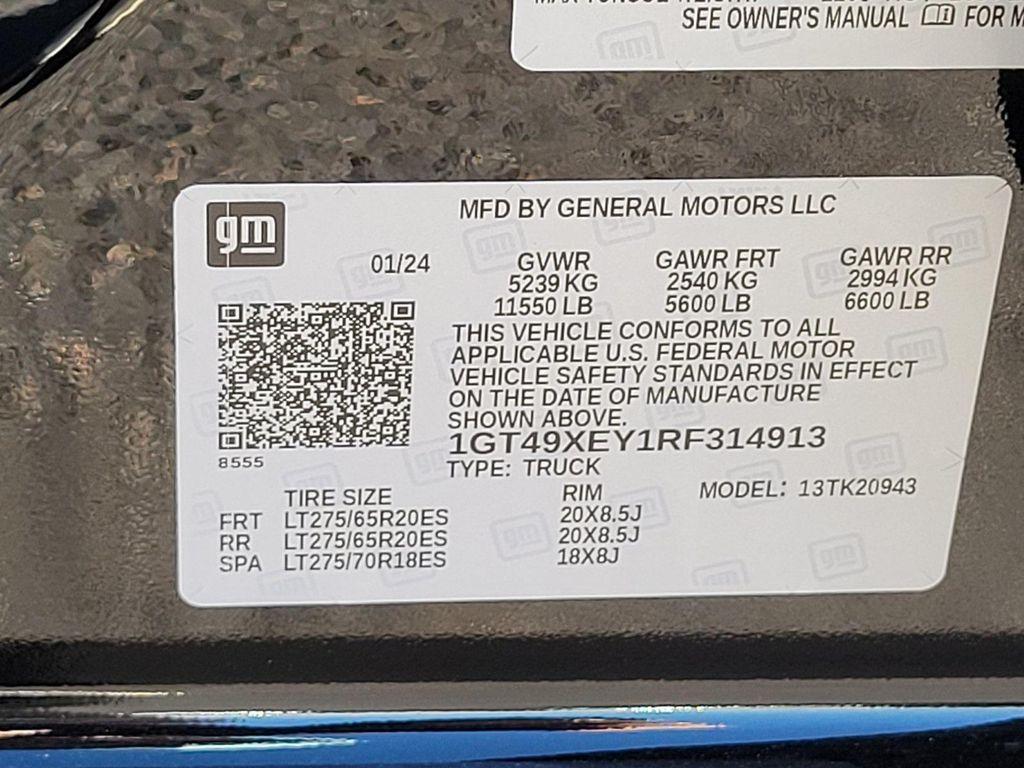 SEE OWNER'S MANUAL FOR M
gm
MFD BY GENERAL MOTORS LLC
01/24 GVWR GAWR FRT GAWR RR
5239 KG 2540 KG 2994 KG
11550 LB 5600 LB 6600 LB
THIS VEHICLE CONFORMS TO ALL
APPLICABLE U.S. FEDERAL MOTOR
VEHICLE SAFETY STANDARDS IN EFFECT
ON THE DATE OF MANUFACTURE
SHOWN ABOVE.
1GT49XEY1RF314913
8555
TYPE: TRUCK
TIRE SIZE RIM MODEL: 13TK20943
FRT LT275/65R20ES 20X8.5J
RR LT275/65R20ES 20X8.5J
SPA LT275/70R18ES 18X8J